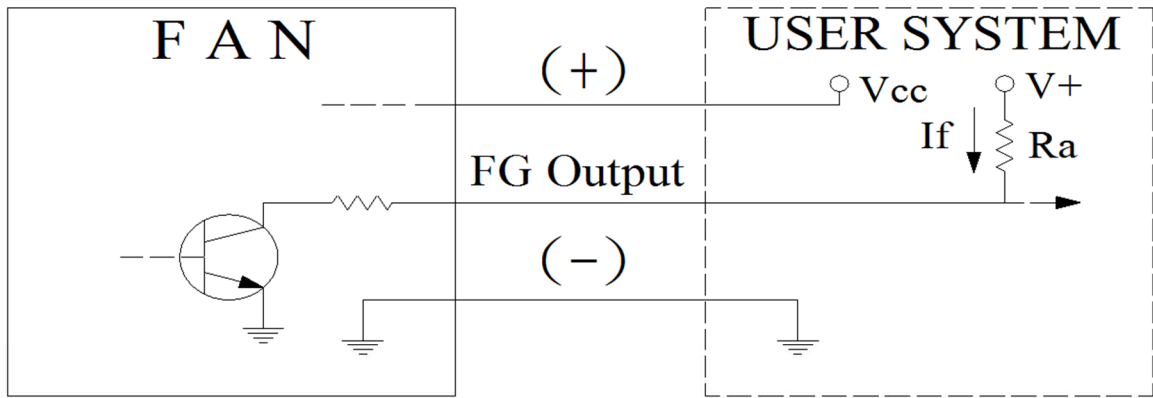 F A N
USER SYSTEM
(+)
Vcc
V+
If
Ra
FG Output
(-)